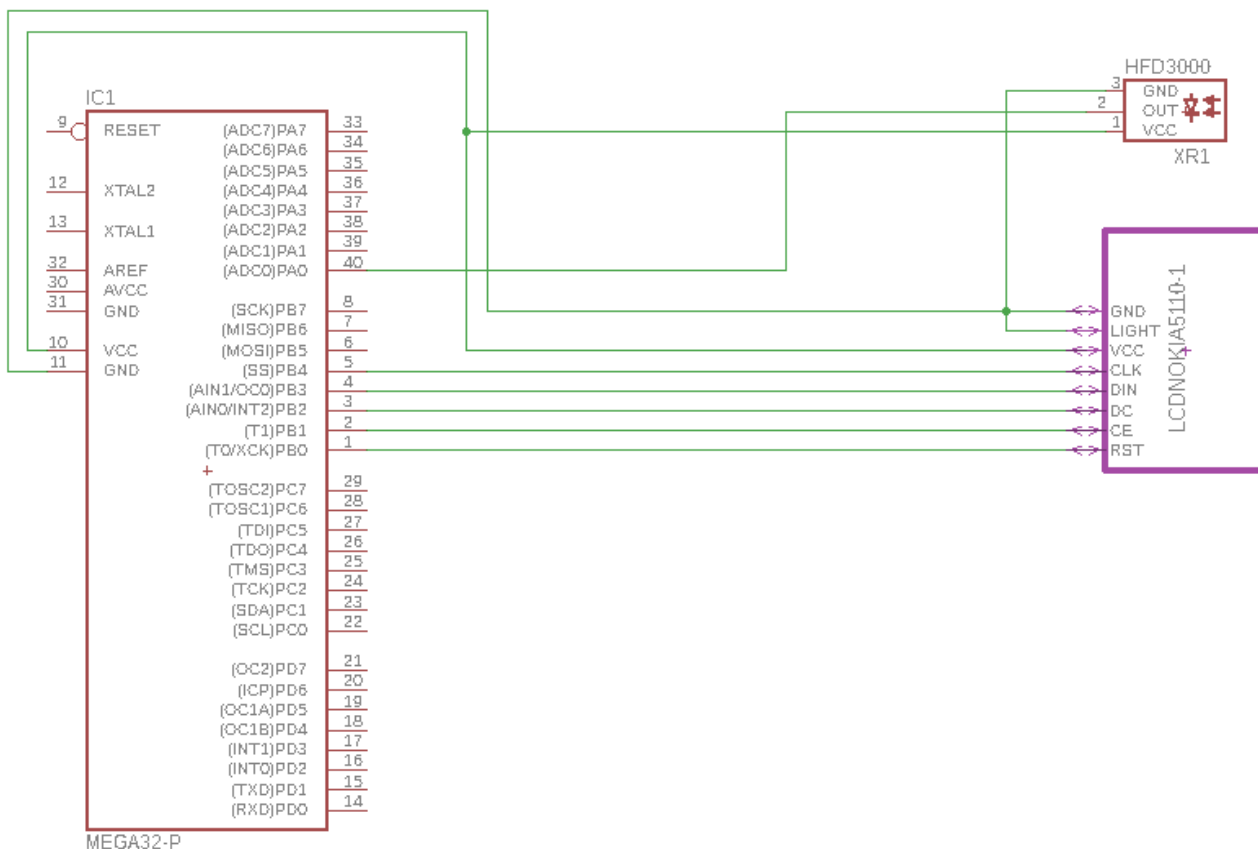 IC1
9 RESET
12 XTAL2
13 XTAL1
32 AREF
30 AVCC
31 GND
10 VCC
11 GND
(ADC7)PA7 33
(ADC6)PA6 34
(ADC5)PA5 35
(ADC4)PA4 36
(ADC3)PA3 37
(ADC2)PA2 38
(ADC1)PA1 39
(ADC0)PA0 40
(SCK)PB7 8
(MISO)PB6 7
(MOSI)PB5 6
(SS)PB4 5
(AIN1/OC0)PB3 4
(AIN0/INT2)PB2 3
(T1)PB1 2
(T0/XCK)PB0 1
(TOSC2)PC7 29
(TOSC1)PC6 28
(TDI)PC5 27
(TDO)PC4 26
(TMS)PC3 25
(TCK)PC2 24
(SDA)PC1 23
(SCL)PC0 22
(OC2)PD7 21
(ICP)PD6 20
(OC1A)PD5 19
(OC1B)PD4 18
(INT1)PD3 17
(INT0)PD2 16
(TXD)PD1 15
(RXD)PD0 14
MEGA32-P
HFD3000
3 GND
2 OUT
1 VCC
XR1
GND
LIGHT
VCC
CLK
DIN
DC
CE
RST
LCDNOKIA5110-1